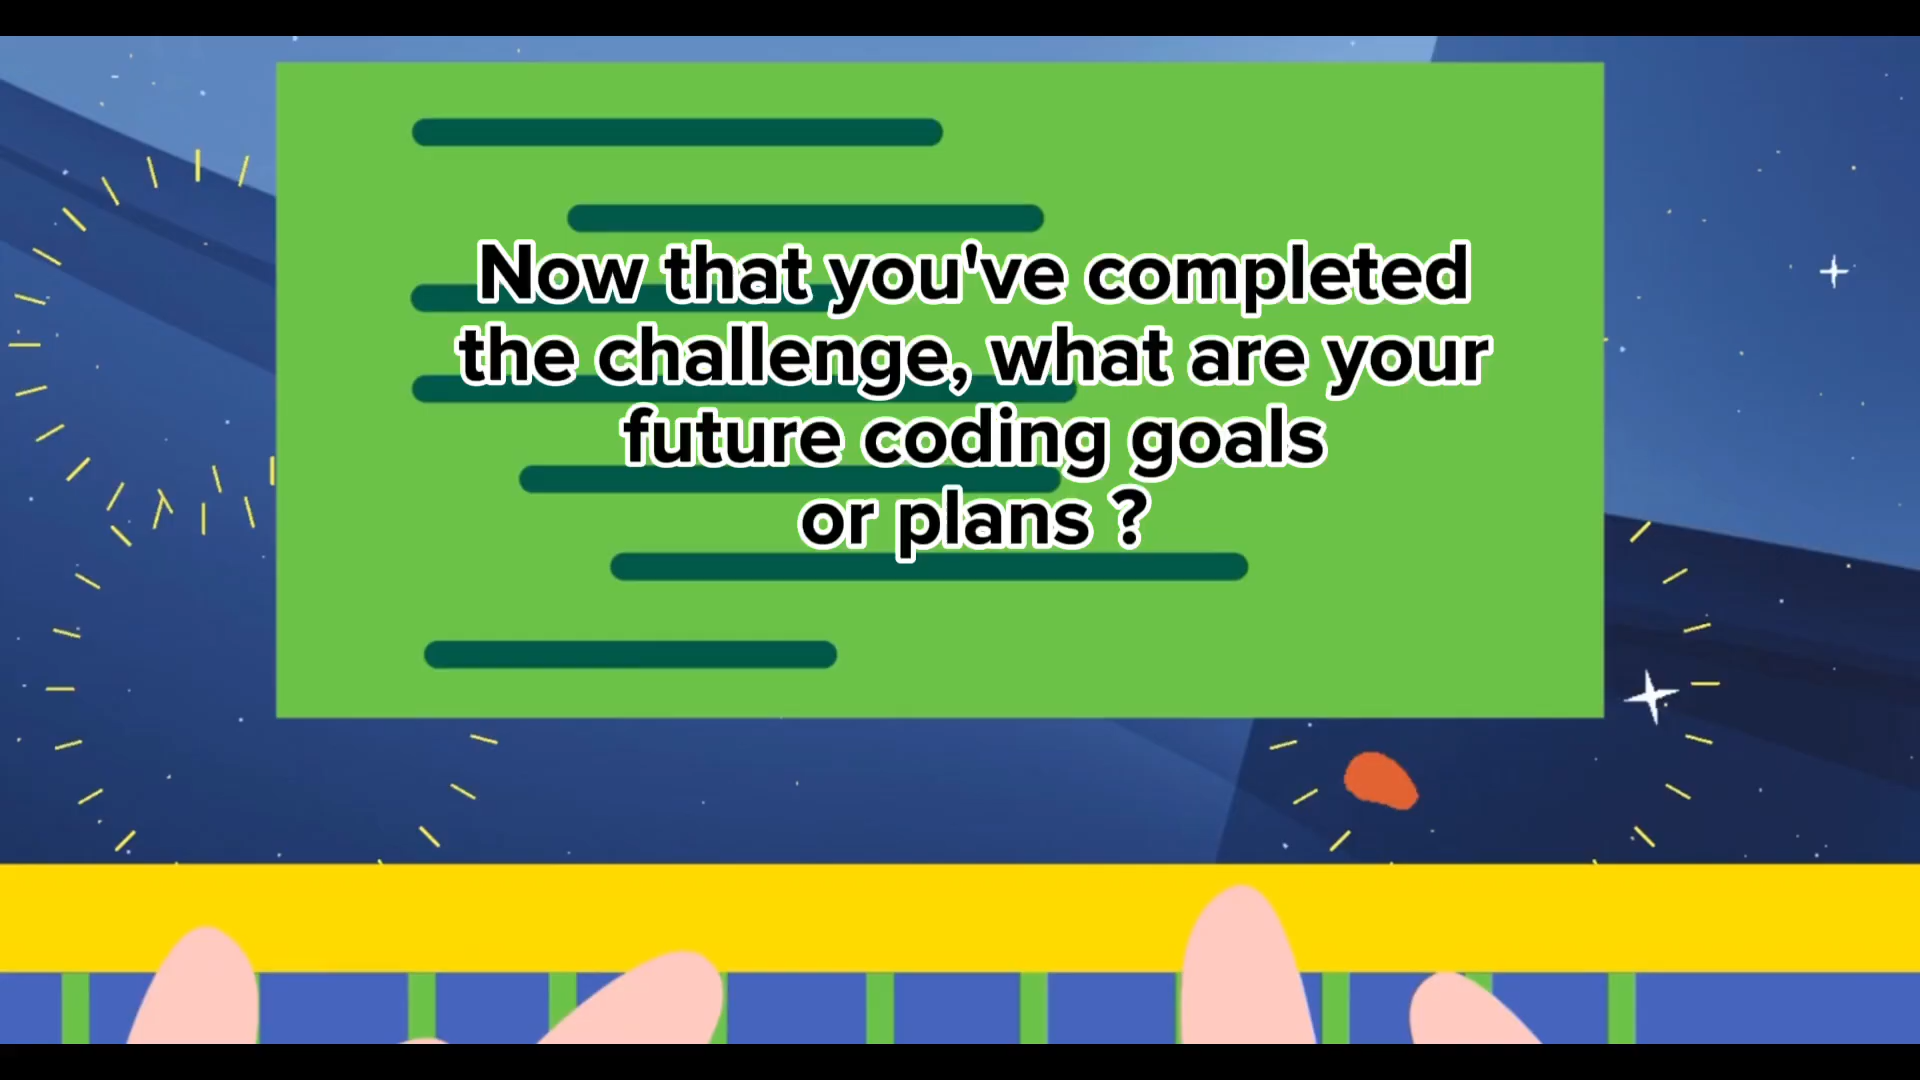 Now that you've completed
the challenge, what are your
future coding goals
or plans ?